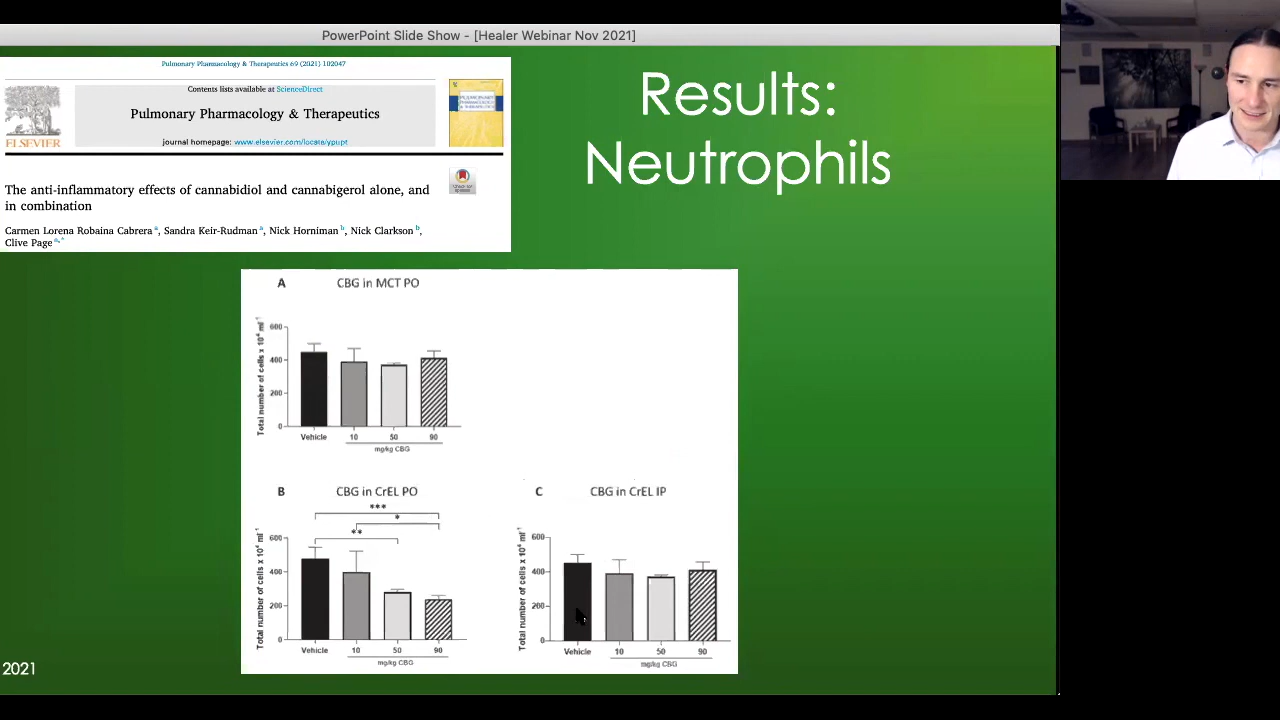 PowerPoint Slide Show - [Healer Webinar Nov 2021]
Pulmonary Pharmacology & Therapeutics 69 (2021) 102047
Contents lists available at ScienceDirect
Pulmonary Pharmacology & Therapeutics
journal homepage: www.elsevier.com/locate/ypupt
ELSEVIER
Check for
updates
The anti-inflammatory effects of cannabidiol and cannabigerol alone, and
in combination
Carmen Lorena Robaina Cabrera a, Sandra Keir-Rudman a, Nick Horniman b, Nick Clarkson b,
Clive Page a,*
Results:
Neutrophils
A CBG in MCT PO
Total number of cells x 10⁴ ml⁻¹
600
400
200
0
Vehicle 10 50 90
mg/kg CBG
B CBG in CrEL PO
***
*
**
Total number of cells x 10⁴ ml⁻¹
600
400
200
0
Vehicle 10 50 90
mg/kg CBG
C CBG in CrEL IP
Total number of cells x 10⁴ ml⁻¹
600
400
200
0
Vehicle 10 50 90
mg/kg CBG
2021